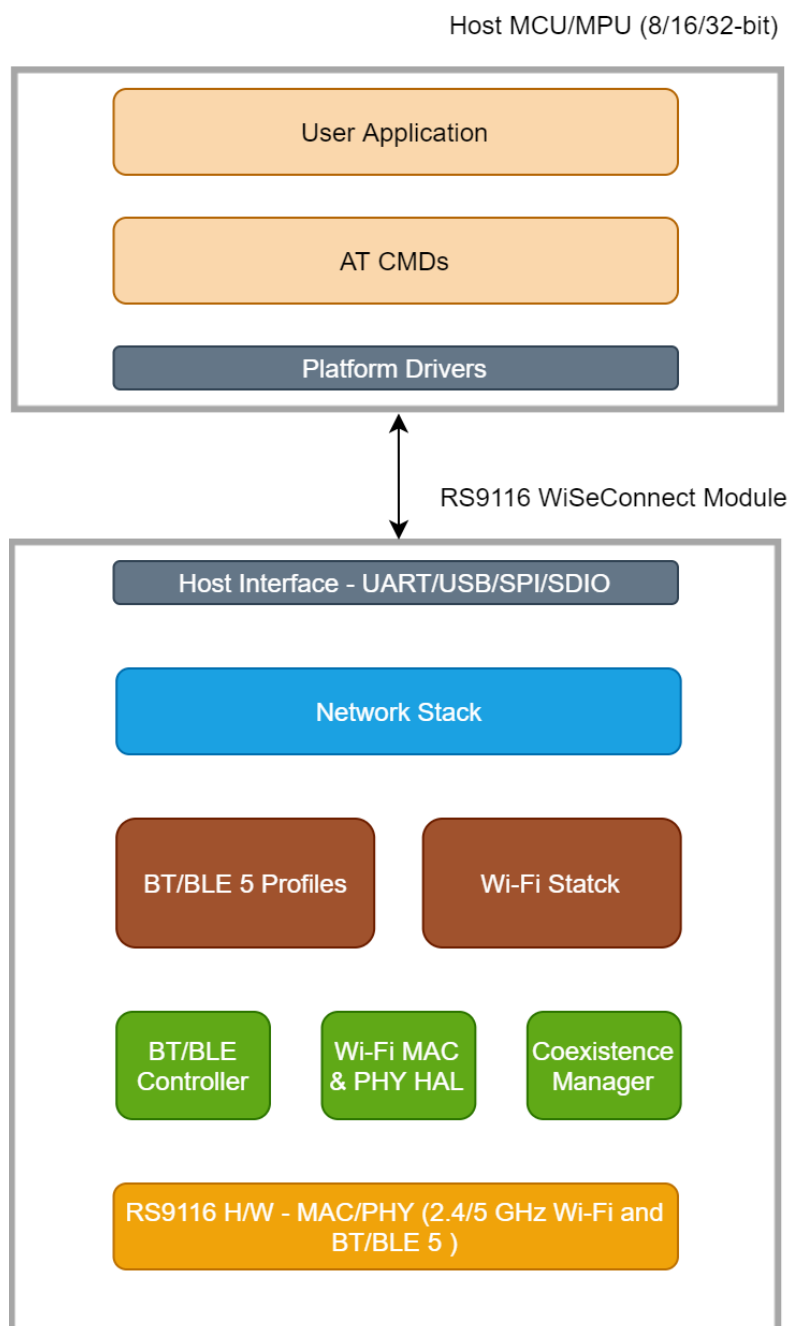 Host MCU/MPU (8/16/32-bit)
User Application
AT CMDs
Platform Drivers
RS9116 WiSeConnect Module
Host Interface - UART/USB/SPI/SDIO
Network Stack
BT/BLE 5 Profiles
Wi-Fi Statck
BT/BLE
Controller
Wi-Fi MAC
& PHY HAL
Coexistence
Manager
RS9116 H/W - MAC/PHY (2.4/5 GHz Wi-Fi and
BT/BLE 5 )